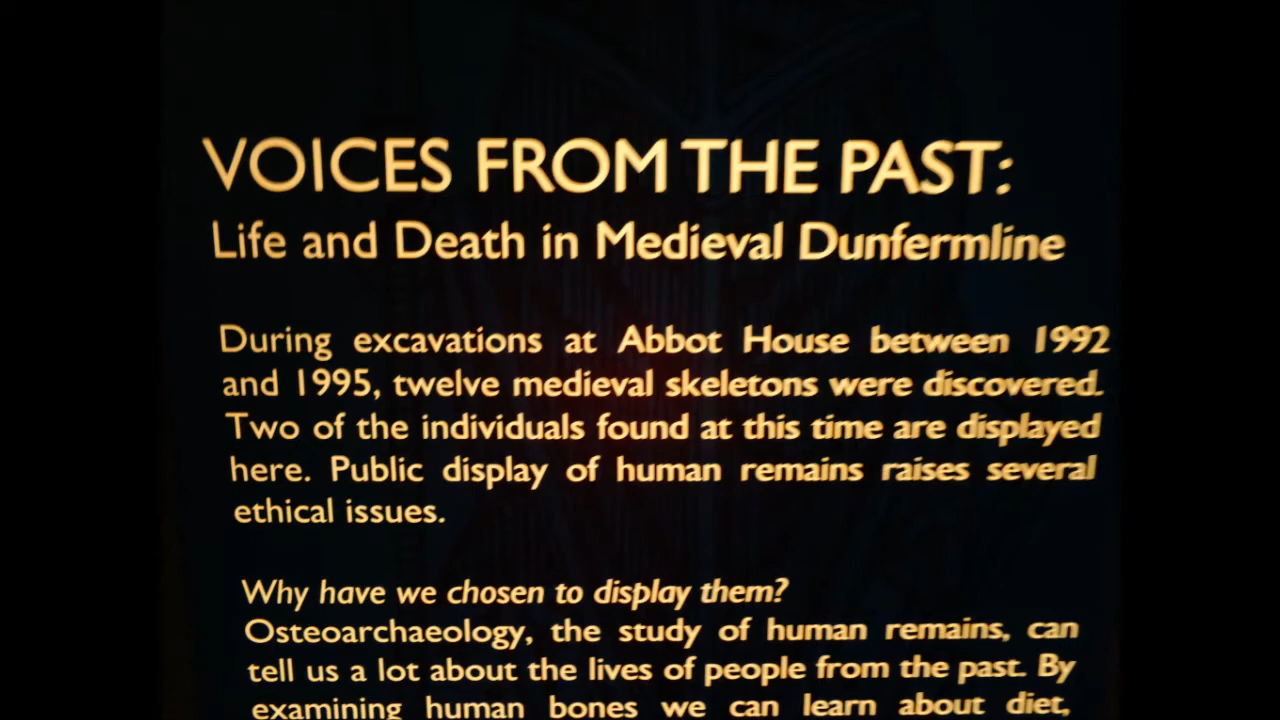 VOICES FROM THE PAST:
Life and Death in Medieval Dunfermline
During excavations at Abbot House between 1992
and 1995, twelve medieval skeletons were discovered.
Two of the individuals found at this time are displayed
here. Public display of human remains raises several
ethical issues.
Why have we chosen to display them?
Osteoarchaeology, the study of human remains, can
tell us a lot about the lives of people from the past. By
examining human bones we can learn about diet,